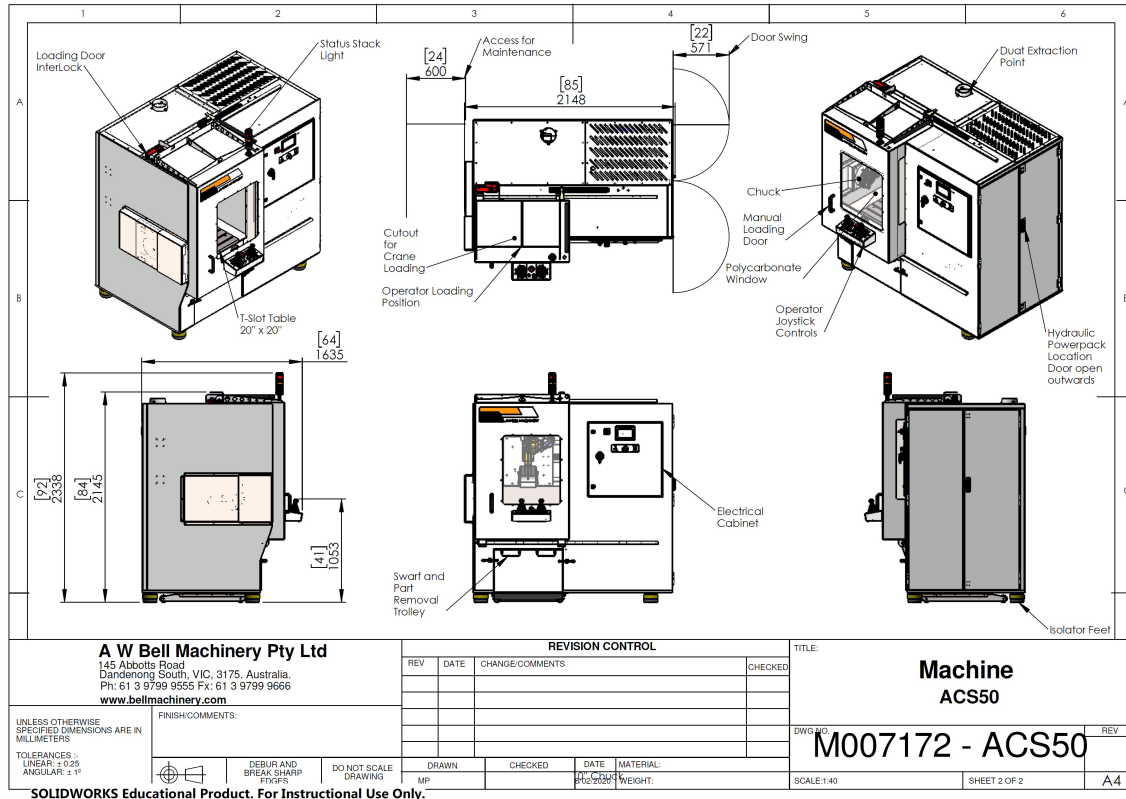 1 2 3 4 5 6
A
B
C
A
Loading Door
InterLock
Status Stack
Light
T-Slot Table
20" x 20"
[24]
600
Access for
Maintenance
[85]
2148
[22]
571
Door Swing
Cutout
for
Crane
Loading
Operator Loading
Position
Duat Extraction
Point
Chuck
Manual
Loading
Door
Polycarbonate
Window
Operator
Joystick
Controls
Hydraulic
Powerpack
Location
Door open
outwards
[64]
1635
[92]
2338
[84]
2145
[41]
1053
Electrical
Cabinet
Swarf and
Part
Removal
Trolley
Isolator Feet
A W Bell Machinery Pty Ltd
145 Abbotts Road
Dandenong South, VIC, 3175. Australia.
Ph: 61 3 9799 9555 Fx: 61 3 9799 9666
www.bellmachinery.com
UNLESS OTHERWISE
SPECIFIED DIMENSIONS ARE IN
MILLIMETERS
TOLERANCES :-
LINEAR: ± 0.25
ANGULAR: ± 1º
FINISH/COMMENTS:
DEBUR AND
BREAK SHARP
EDGES
DO NOT SCALE
DRAWING
REVISION CONTROL
REV DATE CHANGE/COMMENTS CHECKED
DRAWN CHECKED DATE MATERIAL:
MP /02/2020 WEIGHT:
Chuck
TITLE:
Machine
ACS50
DWG NO. REV
M007172 - ACS50
SCALE:1:40 SHEET 2 OF 2 A4
SOLIDWORKS Educational Product. For Instructional Use Only.